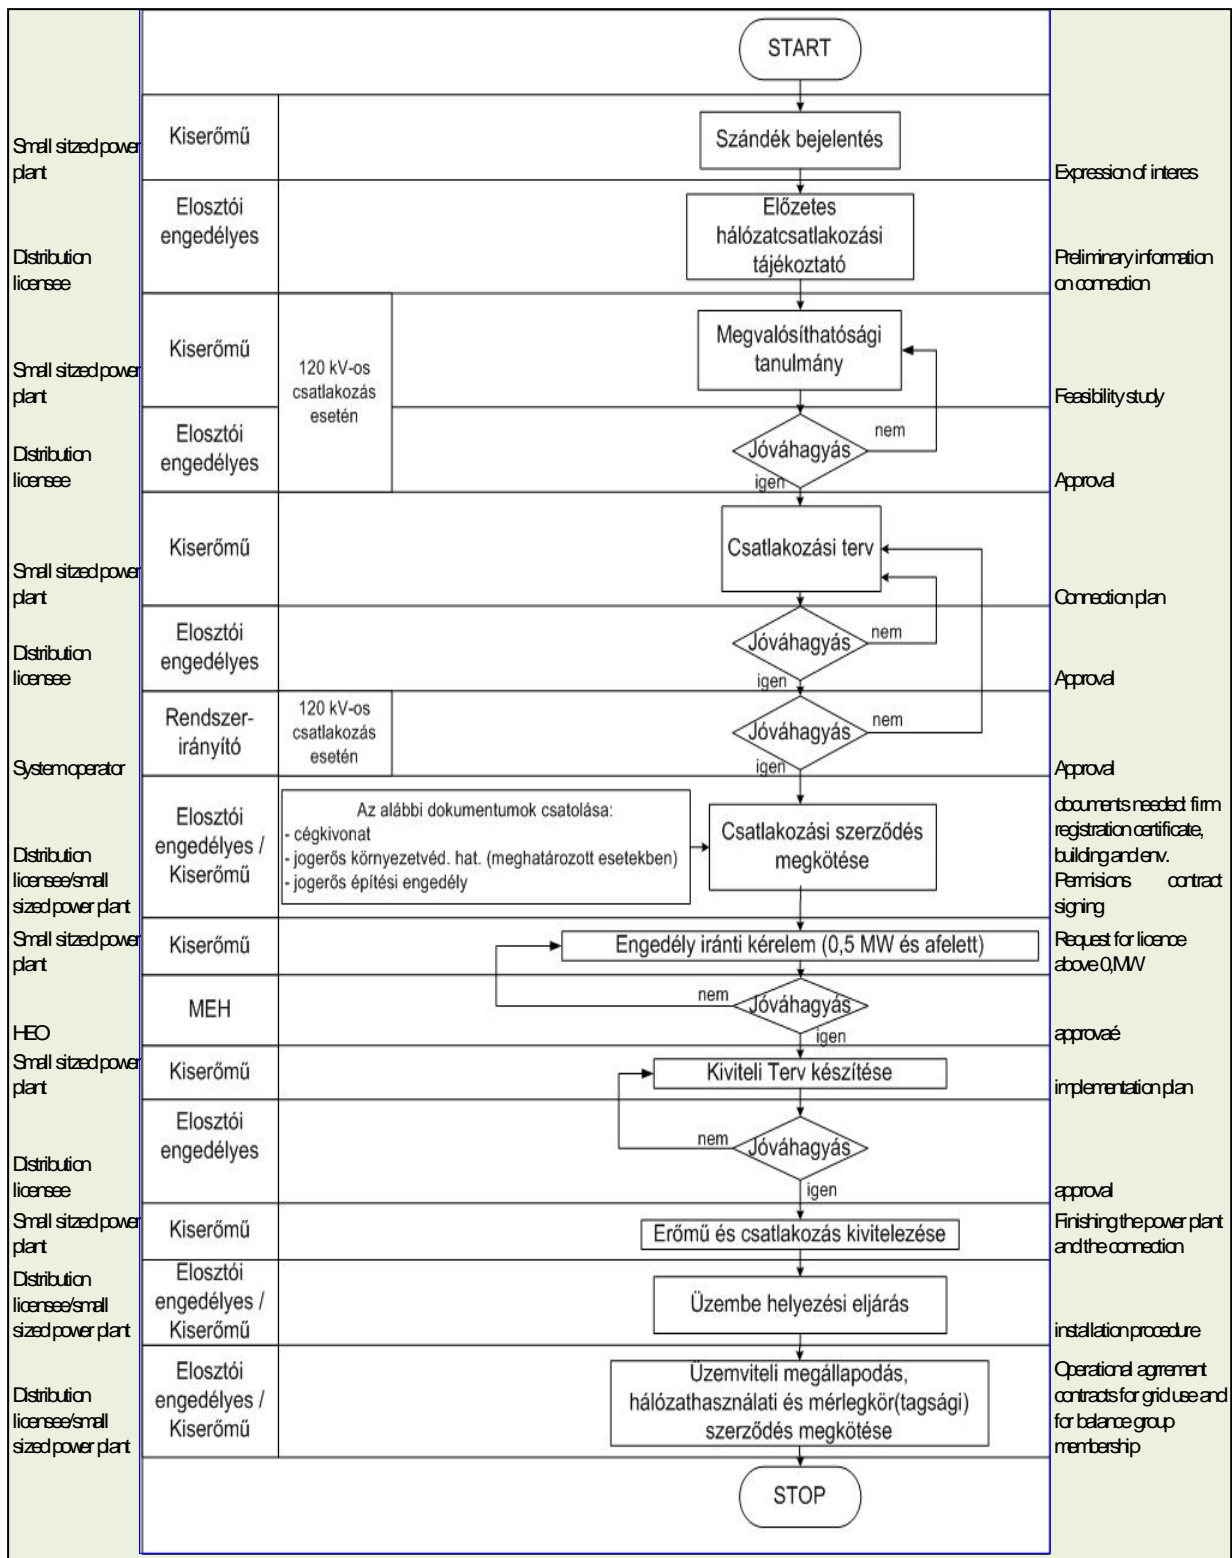 START
Small sitzed power
plant
Kiserőmű
Szándék bejelentés
Expression of interes
Distribution
licensee
Elosztói
engedélyes
Előzetes
hálózatcsatlakozási
tájékoztató
Preliminary information
on connection
Small sitzed power
plant
Kiserőmű
120 kV-os
csatlakozás
esetén
Megvalósíthatósági
tanulmány
Feasibility study
Distribution
licensee
Elosztói
engedélyes
Jóváhagyás
nem
igen
Approval
Small sitzed power
plant
Kiserőmű
Csatlakozási terv
Connection plan
Distribution
licensee
Elosztói
engedélyes
Jóváhagyás
nem
igen
Approval
System operator
Rendszer-
irányító
120 kV-os
csatlakozás
esetén
Jóváhagyás
nem
igen
Approval
Distribution
licensee/small
sized power plant
Elosztói
engedélyes /
Kiserőmű
Az alábbi dokumentumok csatolása:
- cégkivonat
- jogerős környezetvéd. hat. (meghatározott esetekben)
- jogerős építési engedély
Csatlakozási szerződés
megkötése
documents needed: firm
registration certificate,
building and env.
Permisions contract
signing
Small sitzed power
plant
Kiserőmű
Engedély iránti kérelem (0,5 MW és afelett)
Request for licence
above 0,MW
HEO
MEH
nem
Jóváhagyás
igen
approvaé
Small sitzed power
plant
Kiserőmű
Kiviteli Terv készítése
implementation plan
Distribution
licensee
Elosztói
engedélyes
nem
Jóváhagyás
igen
approval
Small sitzed power
plant
Kiserőmű
Erőmű és csatlakozás kivitelezése
Finishing the power plant
and the connection
Distribution
licensee/small
sized power plant
Elosztói
engedélyes /
Kiserőmű
Üzembe helyezési eljárás
installation procedure
Distribution
licensee/small
sized power plant
Elosztói
engedélyes /
Kiserőmű
Üzemviteli megállapodás,
hálózathasználati és mérlegkör(tagsági)
szerződés megkötése
Operational agrrement
contracts for grid use and
for balance group
membership
STOP